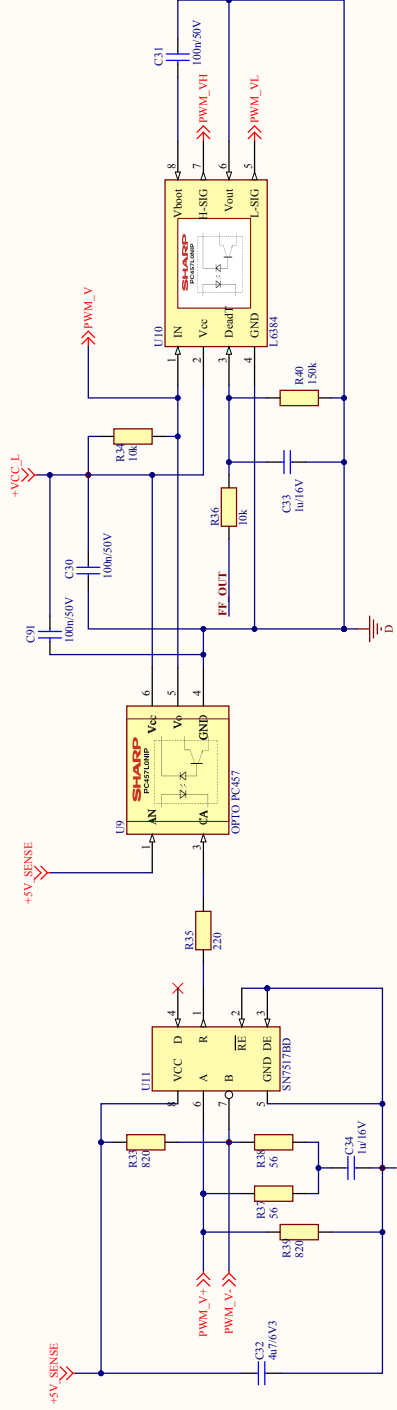 +5V_SENSE
C32
4u7/6V3
PWM_V+
PWM_V-
R39
820
R37
56
R38
56
R33
820
C34
1u/16V
U11
VCC
D
A
R
B
RE
GND
DE
8
6
7
5
4
1
2
3
SN7517BD
R35
220
+5V_SENSE
U9
SHARP
PC457L0NIP
AN
CA
Vcc
Vo
GND
1
3
6
5
4
OPTO PC457
C91
100n/50V
C30
100n/50V
+VCC_L
R34
10k
PWM_V
FF_OUT
R36
10k
C33
1u/16V
R40
150k
D
U10
SHARP
PC457L0NIP
IN
Vcc
DeadT
GND
Vboot
H-SIG
Vout
L-SIG
1
2
3
4
8
7
6
5
L6384
C31
100n/50V
PWM_VH
PWM_VL